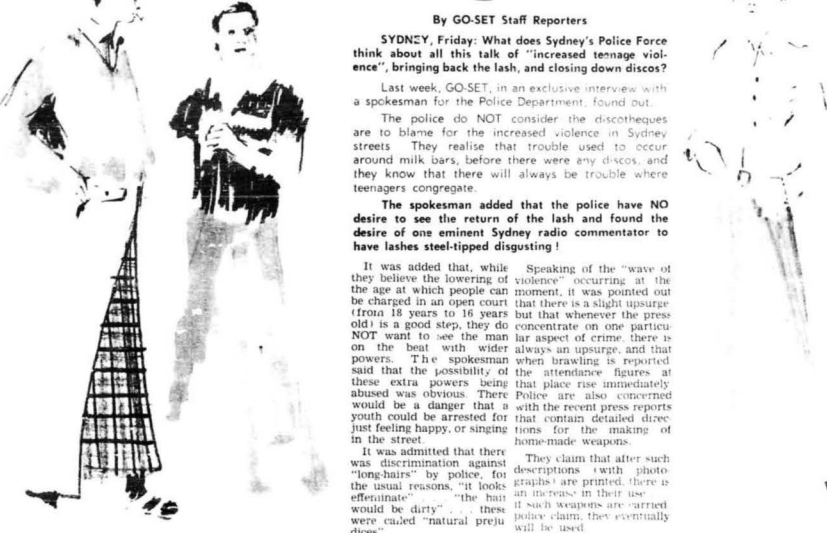 By GO-SET Staff Reporters
SYDNEY, Friday: What does Sydney's Police Force
think about all this talk of "increased teenage viol-
ence", bringing back the lash, and closing down discos?
Last week, GO-SET, in an exclusive interview with
a spokesman for the Police Department, found out.
The police do NOT consider the discotheques
are to blame for the increased violence in Sydney
streets They realise that trouble used to occur
around milk bars, before there were any discos, and
they know that there will always be trouble where
teenagers congregate.
The spokesman added that the police have NO
desire to see the return of the lash and found the
desire of one eminent Sydney radio commentator to
have lashes steel-tipped disgusting !
It was added that, while
they believe the lowering of
the age at which people can
be charged in an open court
(from 18 years to 16 years
old) is a good step, they do
NOT want to see the man
on the beat with wider
powers. The spokesman
said that the possibility of
these extra powers being
abused was obvious. There
would be a danger that a
youth could be arrested for
just feeling happy, or singing
in the street.
It was admitted that there
was discrimination against
"long-hairs" by police, for
the usual reasons, "it looks
effeminate" . . . "the hair
would be dirty" . . . these
were called "natural preju
dices"
Speaking of the "wave of
violence" occurring at the
moment, it was pointed out
that there is a slight upsurge
but that whenever the press
concentrate on one particu-
lar aspect of crime, there is
always an upsurge, and that
when brawling is reported
the attendance figures at
that place rise immediately
Police are also concerned
with the recent press reports
that contain detailed direc-
tions for the making of
home-made weapons.
They claim that after such
descriptions (with photo-
graphs) are printed, there is
an increase in their use
if such weapons are carried
police claim, they eventually
will be used